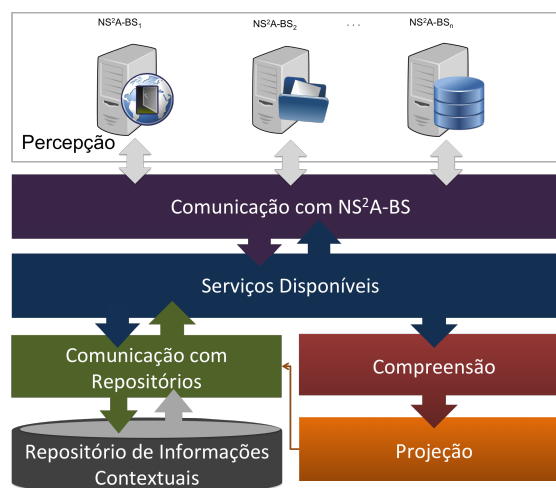 NS²A-BS₁ NS²A-BS₂ . . . NS²A-BSₙ
Percepção
Comunicação com NS²A-BS
Serviços Disponíveis
Comunicação com
Repositórios
Compreensão
Repositório de Informações
Contextuais
Projeção